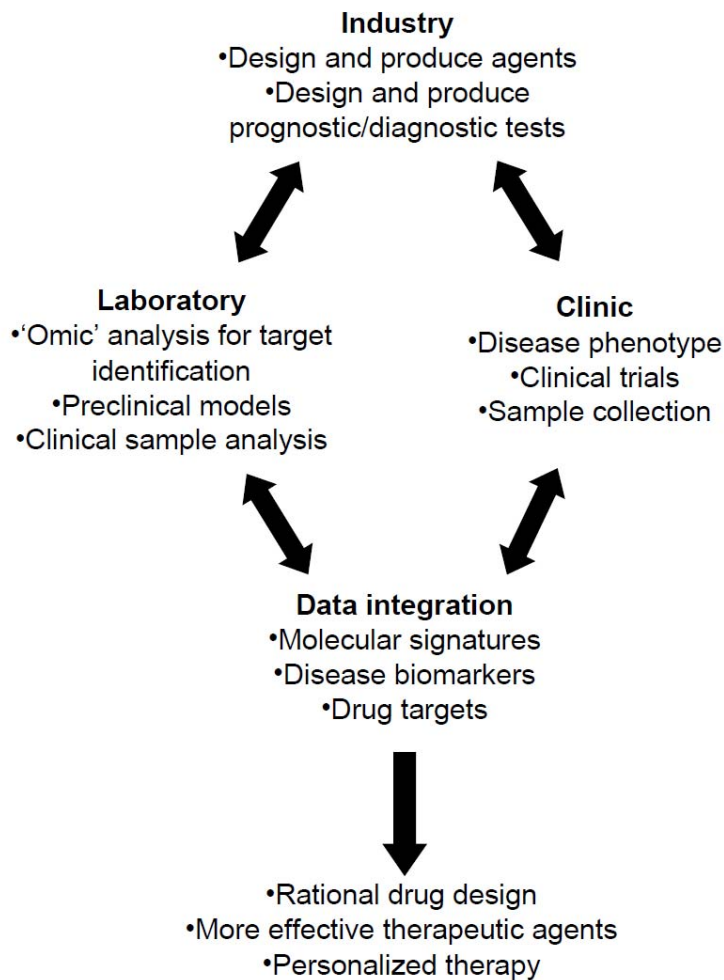 Industry
•Design and produce agents
•Design and produce
prognostic/diagnostic tests
Laboratory
•‘Omic’ analysis for target
identification
•Preclinical models
•Clinical sample analysis
Clinic
•Disease phenotype
•Clinical trials
•Sample collection
Data integration
•Molecular signatures
•Disease biomarkers
•Drug targets
•Rational drug design
•More effective therapeutic agents
•Personalized therapy